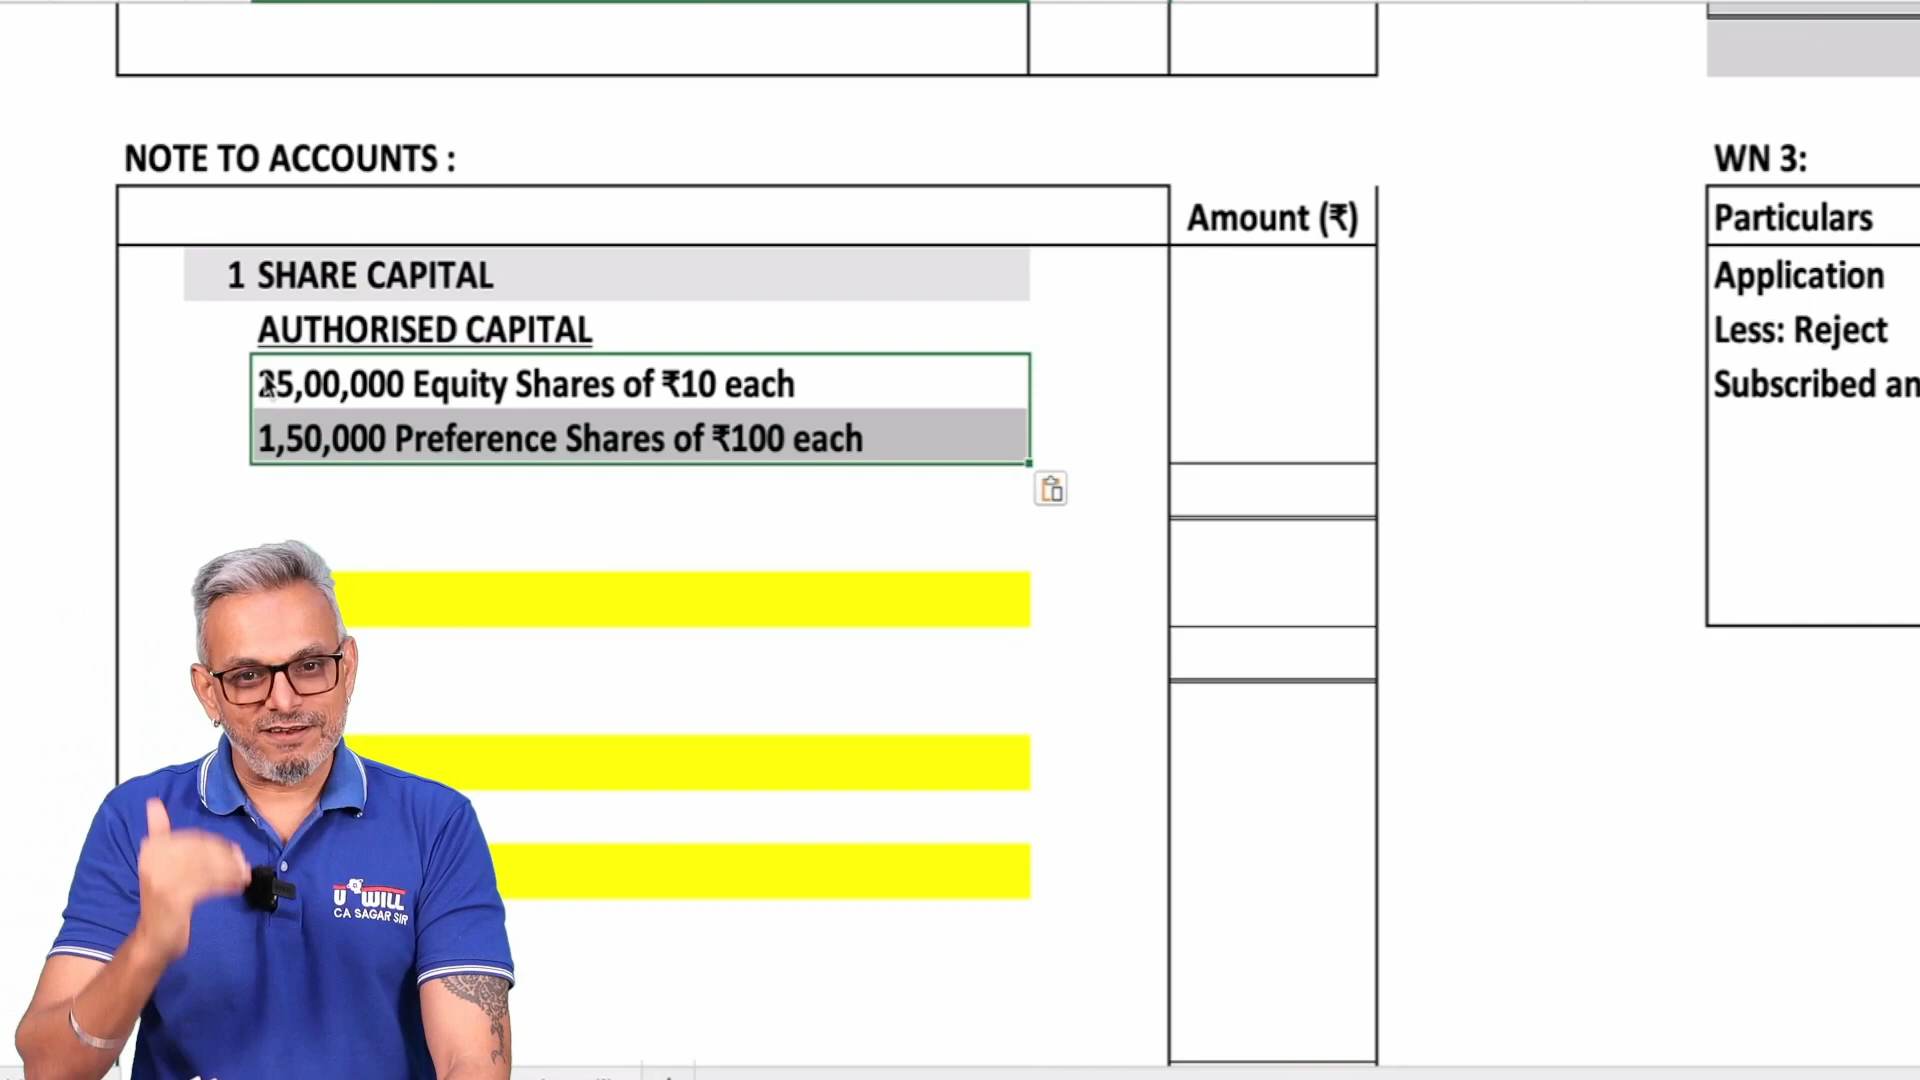 NOTE TO ACCOUNTS :
Amount (₹)
1 SHARE CAPITAL
AUTHORISED CAPITAL
25,00,000 Equity Shares of ₹10 each
1,50,000 Preference Shares of ₹100 each
WN 3:
Particulars
Application
Less: Reject
Subscribed an
U WILL
CA SAGAR SIR